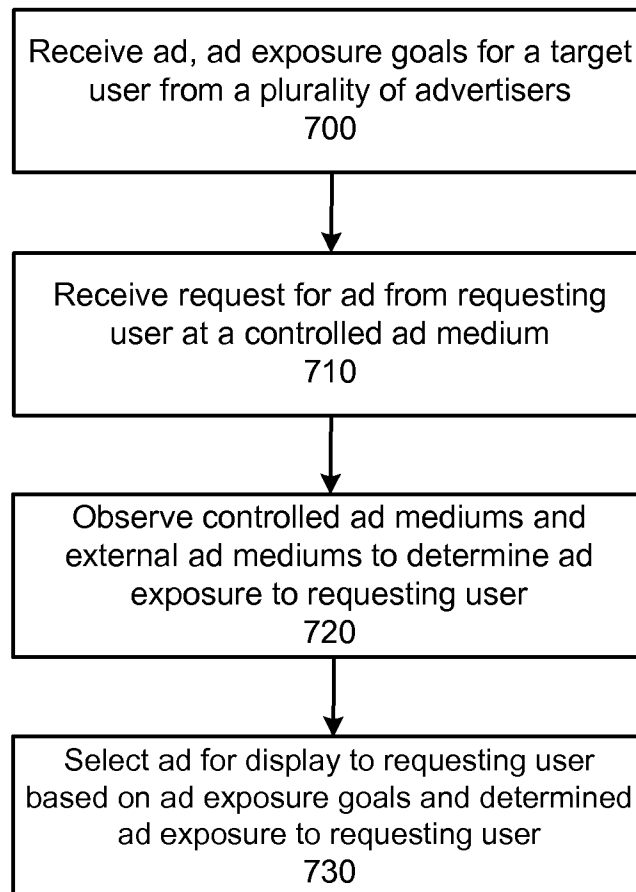 Receive ad, ad exposure goals for a target
user from a plurality of advertisers
700
Receive request for ad from requesting
user at a controlled ad medium
710
Observe controlled ad mediums and
external ad mediums to determine ad
exposure to requesting user
720
Select ad for display to requesting user
based on ad exposure goals and determined
ad exposure to requesting user
730